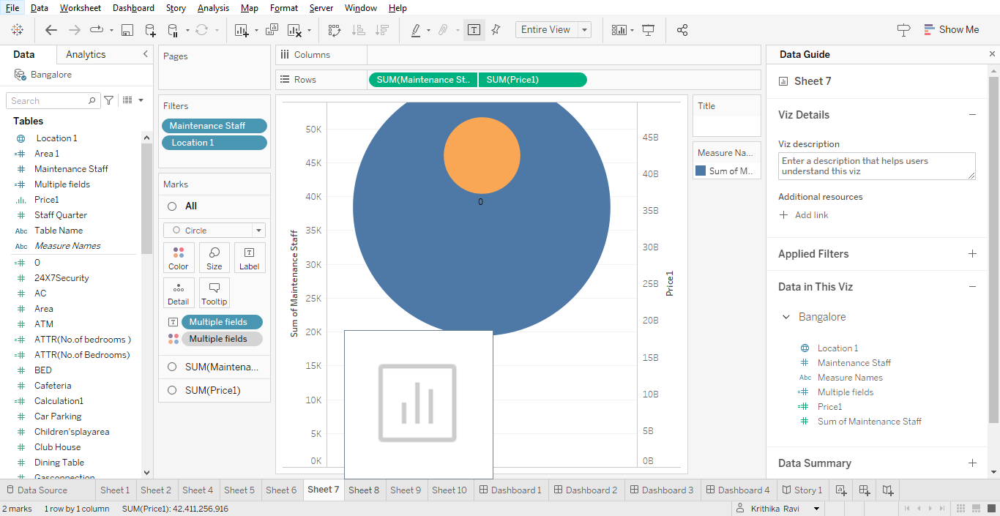 File Data Worksheet Dashboard Story Analysis Map Format Server Window Help
Entire View
Show Me
Data Analytics
Bangalore
Search
Tables
Location 1
Area 1
Maintenance Staff
Multiple fields
Price1
Staff Quarter
Abc Table Name
Abc Measure Names
0
24X7Security
AC
Area
ATM
ATTR(No.of bedrooms )
ATTR(No.of Bedrooms)
BED
Cafeteria
Calculation1
Car Parking
Children'splayarea
Club House
Dining Table
Gasconnection
Pages
Filters
Maintenance Staff
Location 1
Marks
All
Circle
Color Size Label
Detail Tooltip
Multiple fields
Multiple fields
SUM(Maintena...
SUM(Price1)
Columns
Rows SUM(Maintenance St.. SUM(Price1)
Sum of Maintenance Staff
50K
45K
40K
35K
30K
25K
20K
15K
10K
5K
0K
0
45B
40B
35B
30B
25B
20B
15B
10B
5B
0B
Price1
Title
Measure Na...
Sum of M..
Data Guide
Sheet 7
Viz Details
Viz description
Enter a description that helps users
understand this viz
Additional resources
Add link
Applied Filters
Data in This Viz
Bangalore
Location 1
Maintenance Staff
Abc Measure Names
Multiple fields
Price1
Sum of Maintenance Staff
Data Summary
Data Source Sheet 1 Sheet 2 Sheet 4 Sheet 5 Sheet 6 Sheet 7 Sheet 8 Sheet 9 Sheet 10 Dashboard 1 Dashboard 2 Dashboard 3 Dashboard 4 Story 1
2 marks 1 row by 1 column SUM(Price1): 42,411,256,916 Krithika Ravi